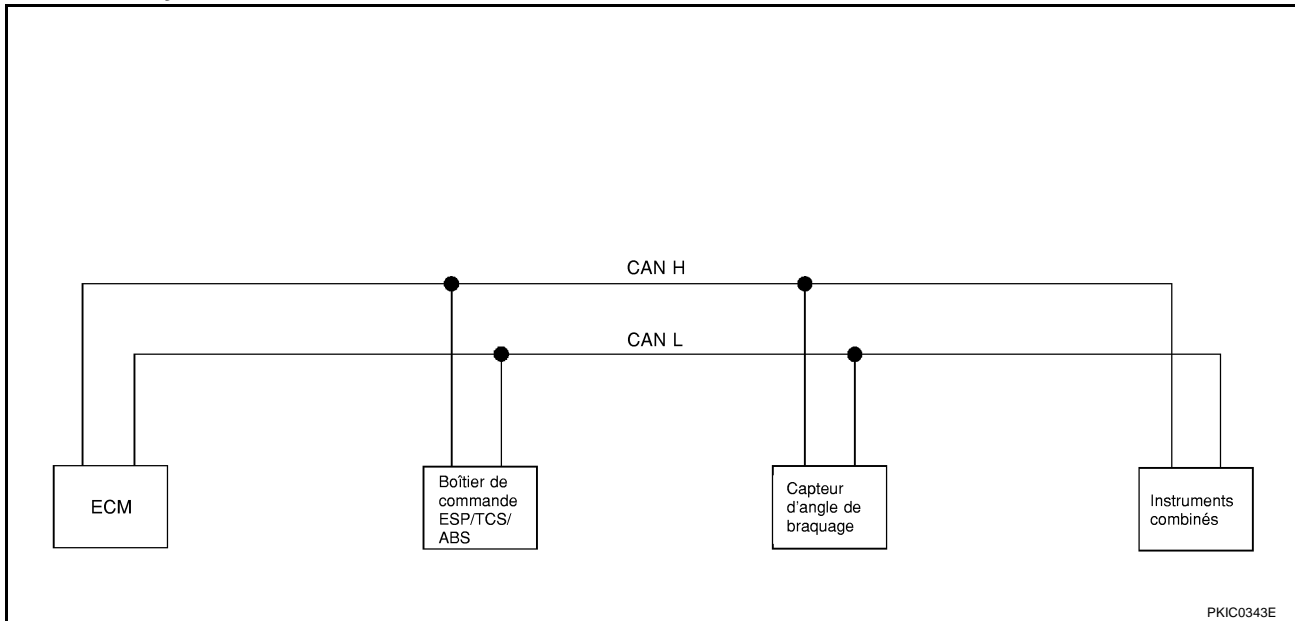 CAN H
CAN L
ECM
Boîtier de
commande
ESP/TCS/
ABS
Capteur
d'angle de
braquage
Instruments
combinés
PKIC0343E